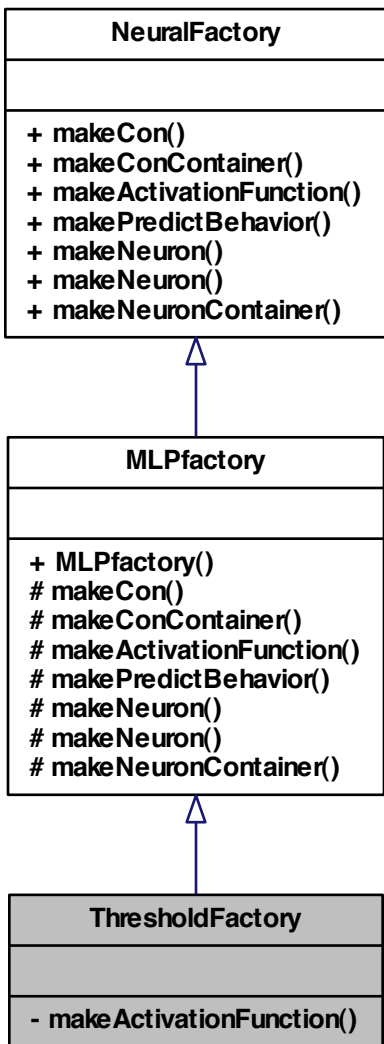 NeuralFactory
+ makeCon()
+ makeConContainer()
+ makeActivationFunction()
+ makePredictBehavior()
+ makeNeuron()
+ makeNeuron()
+ makeNeuronContainer()
MLPfactory
+ MLPfactory()
# makeCon()
# makeConContainer()
# makeActivationFunction()
# makePredictBehavior()
# makeNeuron()
# makeNeuron()
# makeNeuronContainer()
ThresholdFactory
- makeActivationFunction()